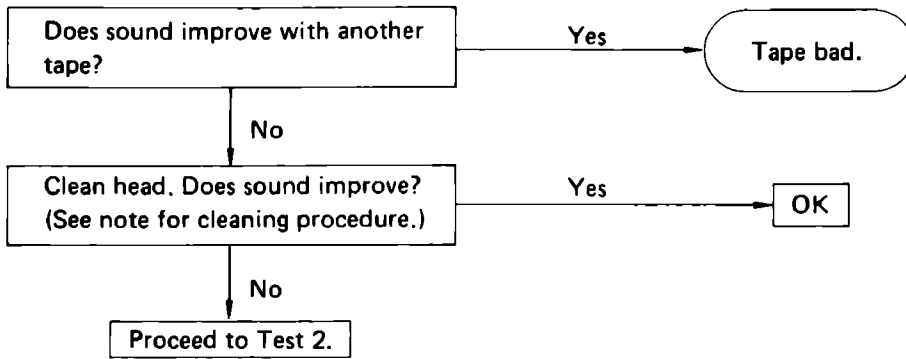 Does sound improve with another
tape?
Yes
Tape bad.
No
Clean head. Does sound improve?
(See note for cleaning procedure.)
Yes
OK
No
Proceed to Test 2.